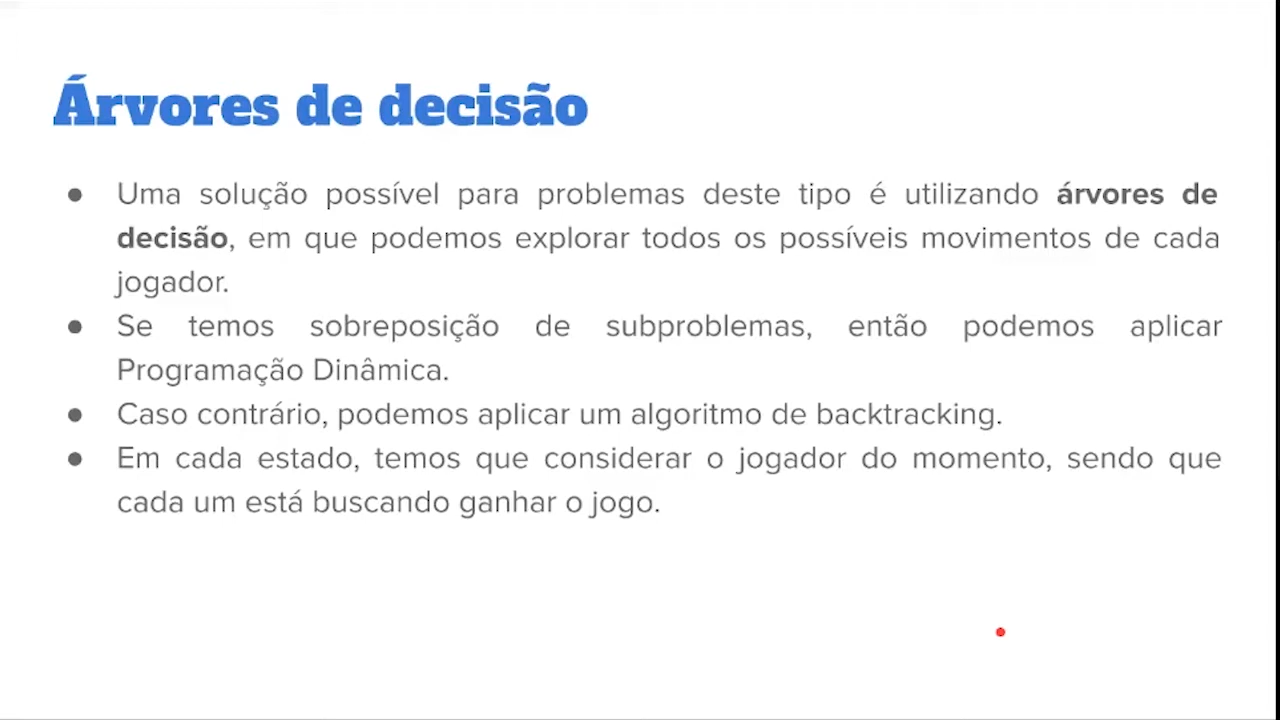 Árvores de decisão
● Uma solução possível para problemas deste tipo é utilizando árvores de
decisão, em que podemos explorar todos os possíveis movimentos de cada
jogador.
● Se temos sobreposição de subproblemas, então podemos aplicar
Programação Dinâmica.
● Caso contrário, podemos aplicar um algoritmo de backtracking.
● Em cada estado, temos que considerar o jogador do momento, sendo que
cada um está buscando ganhar o jogo.